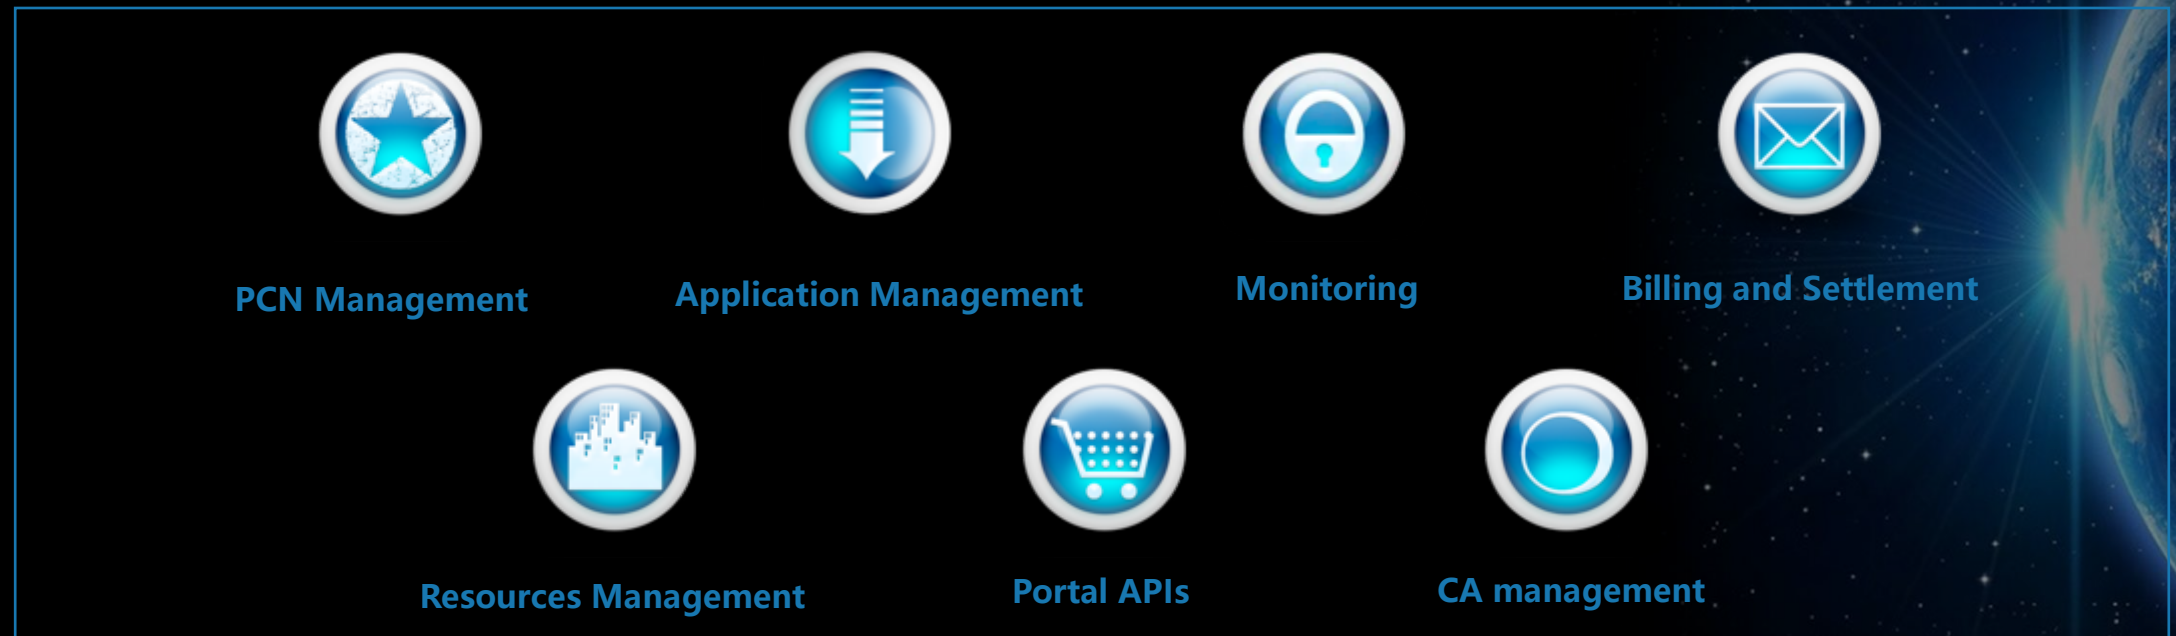 PCN Management
Application Management
Monitoring
Billing and Settlement
Resources Management
Portal APIs
CA management